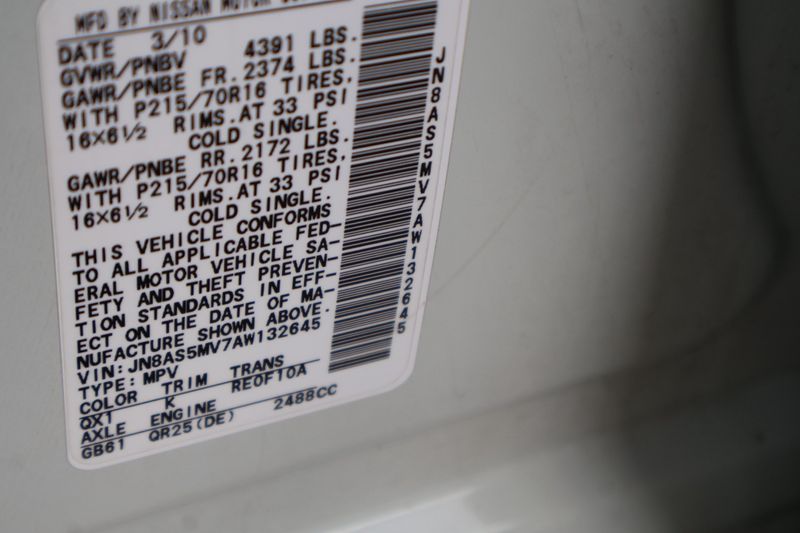 MFD BY NISSAN MOTOR
DATE 3/10
GVWR/PNBV 4391 LBS.
GAWR/PNBE FR. 2374 LBS.
WITH P215/70R16 TIRES,
16X6½ RIMS. AT 33 PSI
COLD SINGLE.
GAWR/PNBE RR. 2172 LBS.
WITH P215/70R16 TIRES,
16X6½ RIMS. AT 33 PSI
COLD SINGLE.
THIS VEHICLE CONFORMS
TO ALL APPLICABLE FED-
ERAL MOTOR VEHICLE SA-
FETY AND THEFT PREVEN-
TION STANDARDS IN EFF-
ECT ON THE DATE OF MA-
NUFACTURE SHOWN ABOVE.
VIN:JN8AS5MV7AW132645
TYPE:MPV
COLOR TRIM TRANS
QX1 K RE0F10A
AXLE ENGINE
GB61 QR25(DE) 2488CC
JN8AS5MV7AW132645